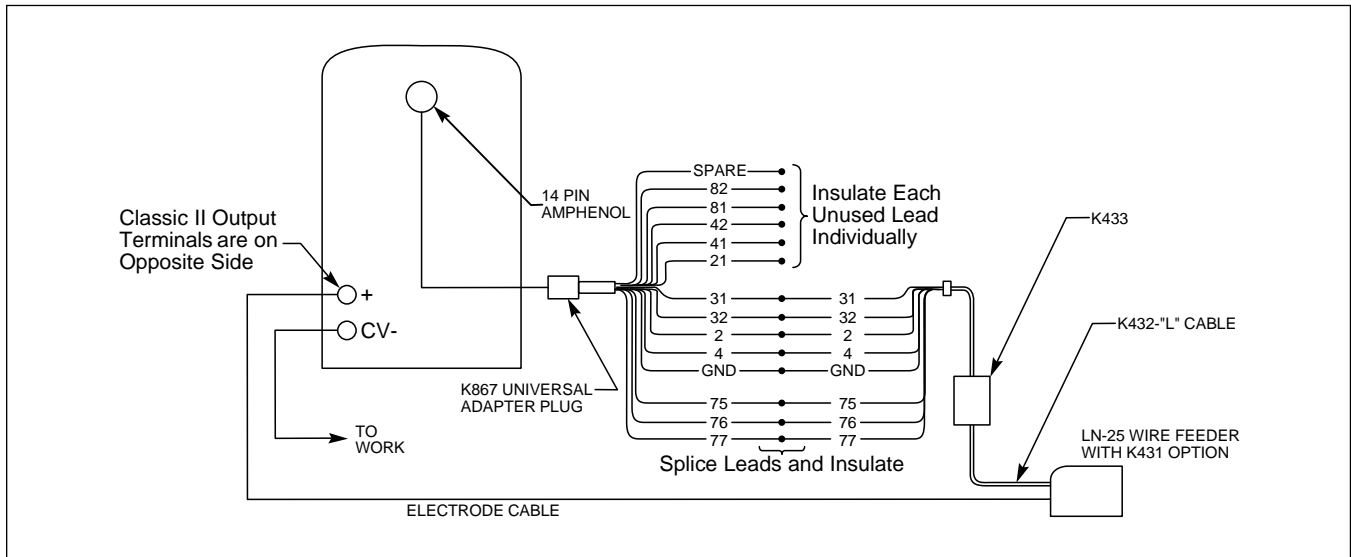 14 PIN
AMPHENOL
Classic II Output
Terminals are on
Opposite Side
+
CV-
TO
WORK
K867 UNIVERSAL
ADAPTER PLUG
SPARE
82
81
42
41
21
Insulate Each
Unused Lead
Individually
31 31
32 32
2 2
4 4
GND GND
75 75
76 76
77 77
Splice Leads and Insulate
K433
K432-"L" CABLE
LN-25 WIRE FEEDER
WITH K431 OPTION
ELECTRODE CABLE